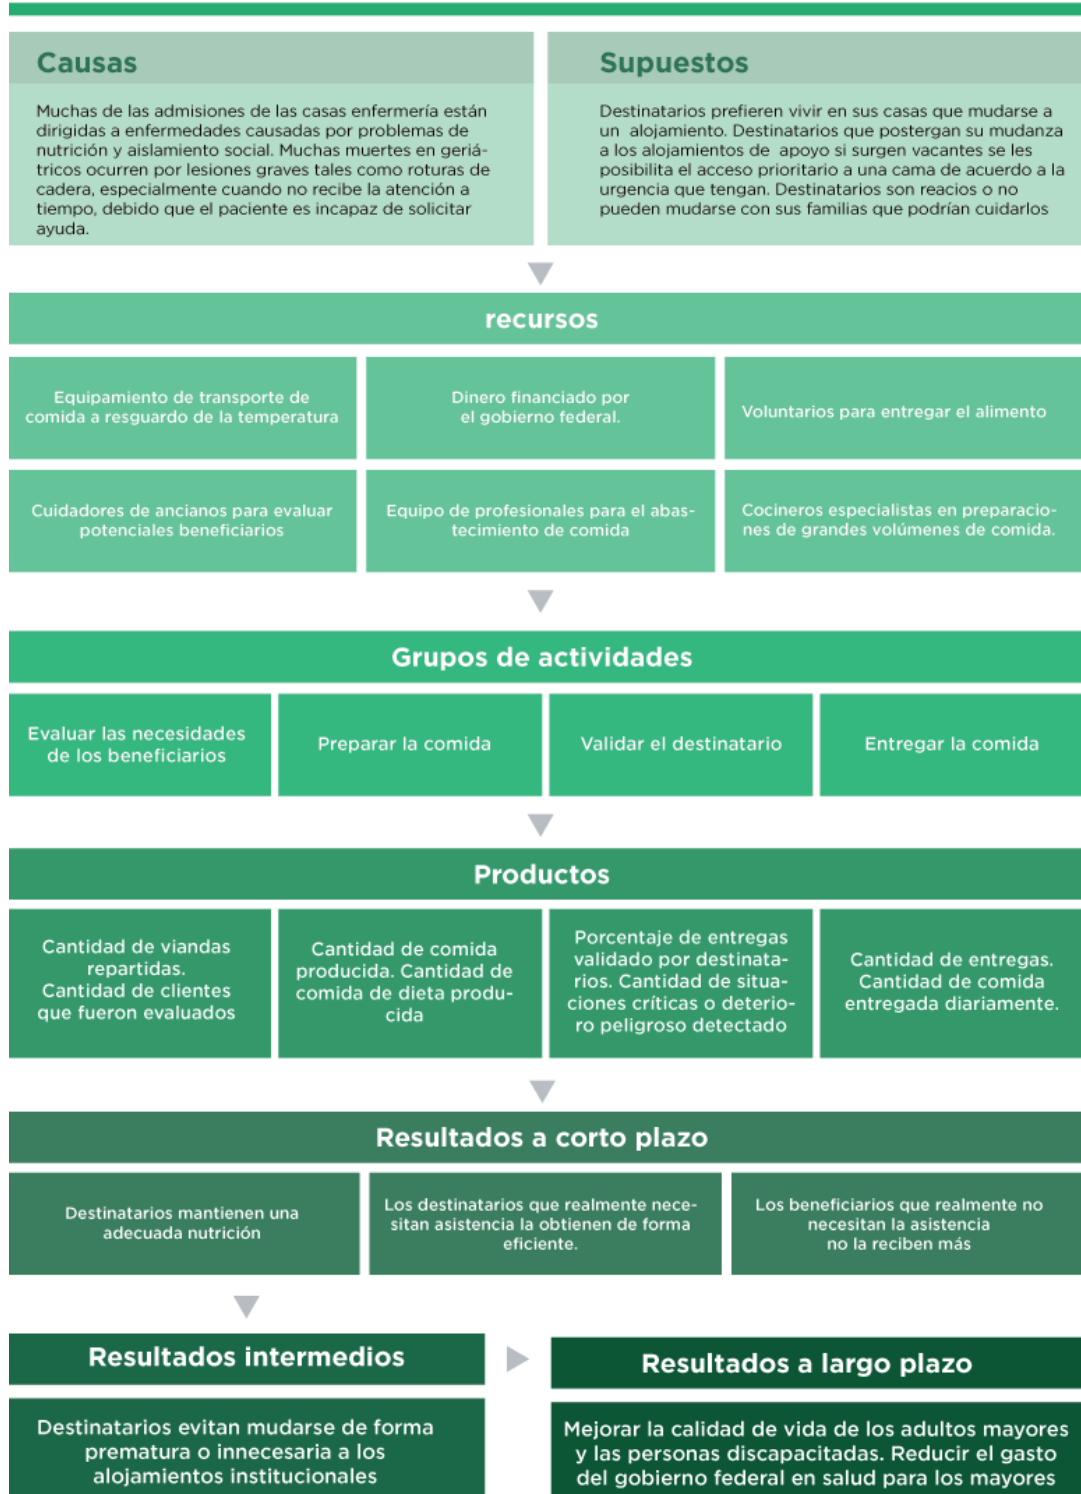 Causas
Muchas de las admisiones de las casas enfermería están
dirigidas a enfermedades causadas por problemas de
nutrición y aislamiento social. Muchas muertes en geriá-
tricos ocurren por lesiones graves tales como roturas de
cadera, especialmente cuando no recibe la atención a
tiempo, debido que el paciente es incapaz de solicitar
ayuda.
Supuestos
Destinatarios prefieren vivir en sus casas que mudarse a
un alojamiento. Destinatarios que postergan su mudanza
a los alojamientos de apoyo si surgen vacantes se les
posibilita el acceso prioritario a una cama de acuerdo a la
urgencia que tengan. Destinatarios son reacios o no
pueden mudarse con sus familias que podrían cuidarlos
recursos
Equipamiento de transporte de
comida a resguardo de la temperatura
Dinero financiado por
el gobierno federal.
Voluntarios para entregar el alimento
Cuidadores de ancianos para evaluar
potenciales beneficiarios
Equipo de profesionales para el abas-
tecimiento de comida
Cocineros especialistas en preparacio-
nes de grandes volúmenes de comida.
Grupos de actividades
Evaluar las necesidades
de los beneficiarios
Preparar la comida
Validar el destinatario
Entregar la comida
Productos
Cantidad de viandas
repartidas.
Cantidad de clientes
que fueron evaluados
Cantidad de comida
producida. Cantidad de
comida de dieta produ-
cida
Porcentaje de entregas
validado por destinata-
rios. Cantidad de situa-
ciones críticas o deterio-
ro peligroso detectado
Cantidad de entregas.
Cantidad de comida
entregada diariamente.
Resultados a corto plazo
Destinatarios mantienen una
adecuada nutrición
Los destinatarios que realmente nece-
sitan asistencia la obtienen de forma
eficiente.
Los beneficiarios que realmente no
necesitan la asistencia
no la reciben más
Resultados intermedios
Destinatarios evitan mudarse de forma
prematura o innecesaria a los
alojamientos institucionales
Resultados a largo plazo
Mejorar la calidad de vida de los adultos mayores
y las personas discapacitadas. Reducir el gasto
del gobierno federal en salud para los mayores